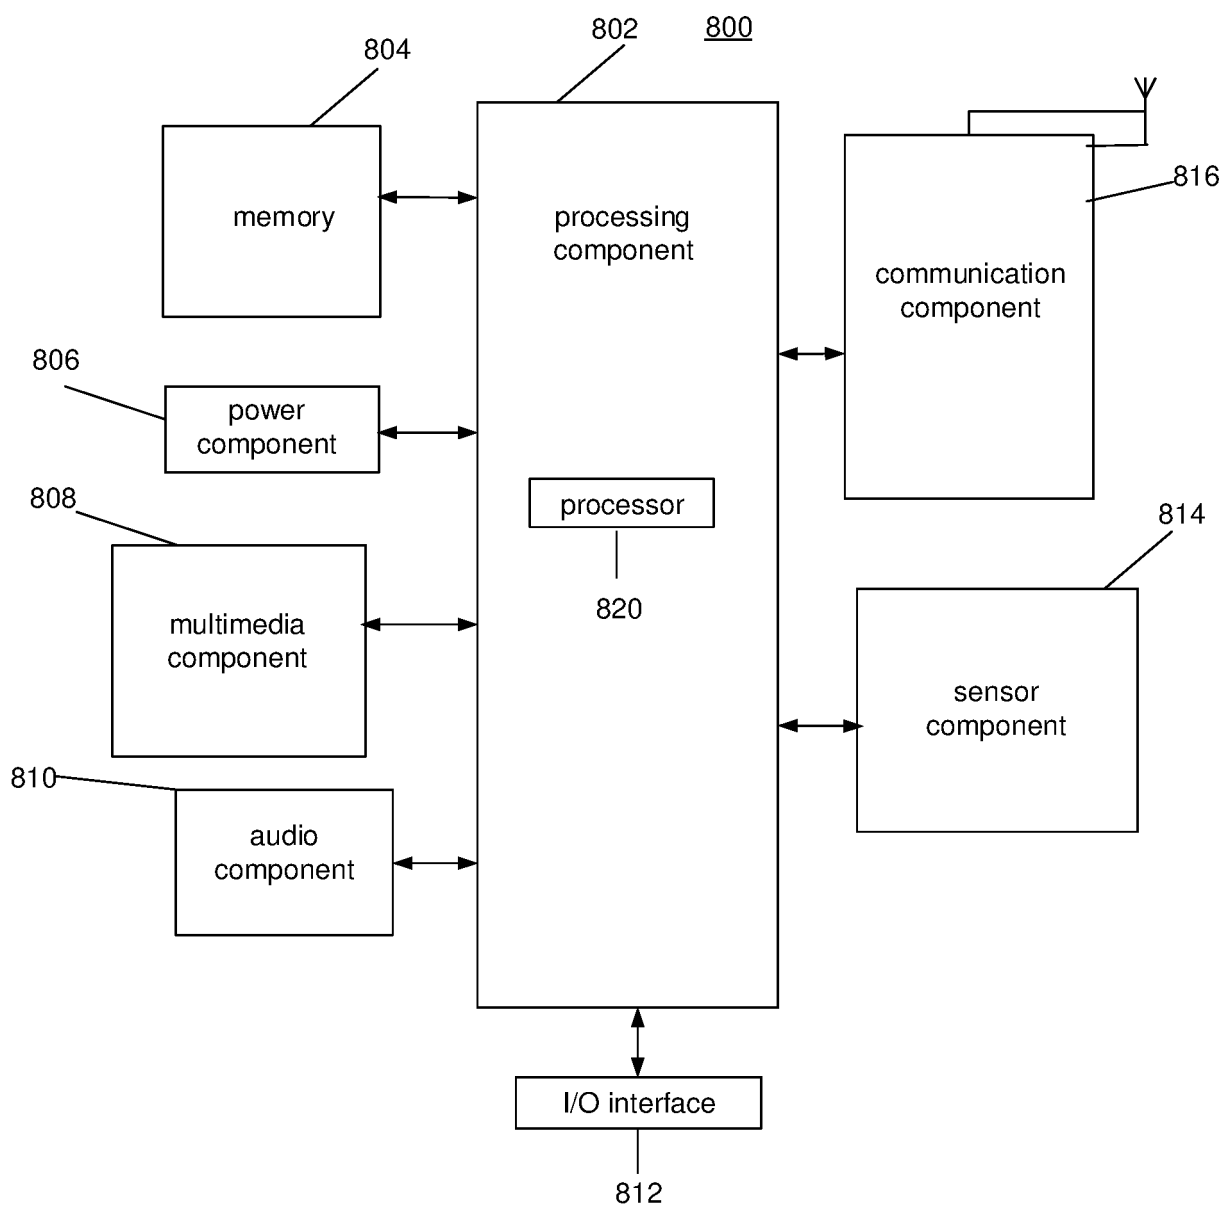 802
800
804
816
memory
processing
component
communication
component
806
power
component
808
processor
820
814
multimedia
component
sensor
component
810
audio
component
I/O interface
812